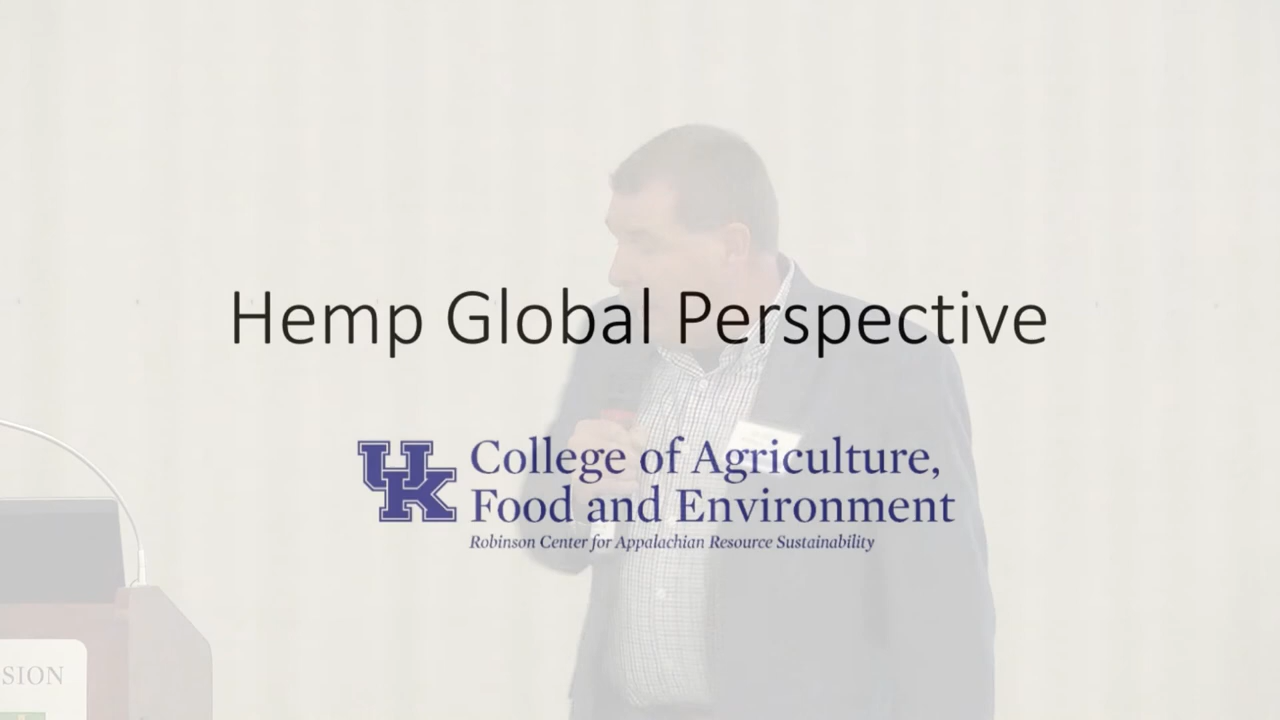 Hemp Global Perspective
UK
College of Agriculture,
Food and Environment
Robinson Center for Appalachian Resource Sustainability
SION